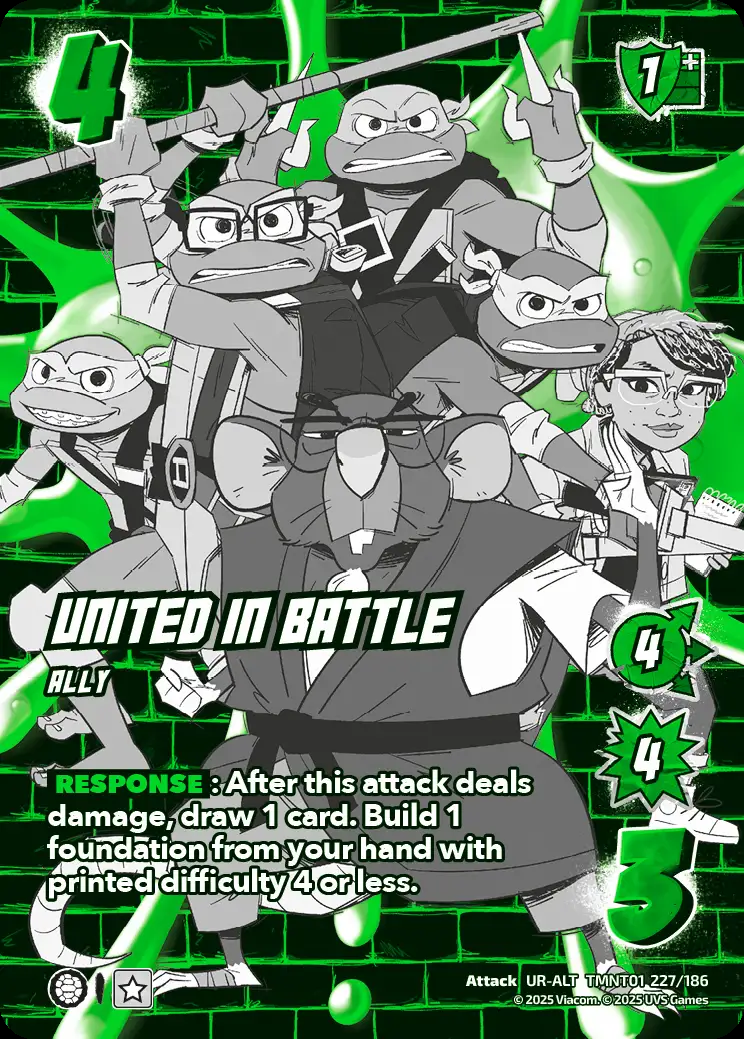 4
1 +
UNITED IN BATTLE
ALLY
4
4
RESPONSE : After this attack deals
damage, draw 1 card. Build 1
foundation from your hand with
printed difficulty 4 or less.
3
Attack UR-ALT TMNT01 227/186
© 2025 Viacom. © 2025 UVS Games